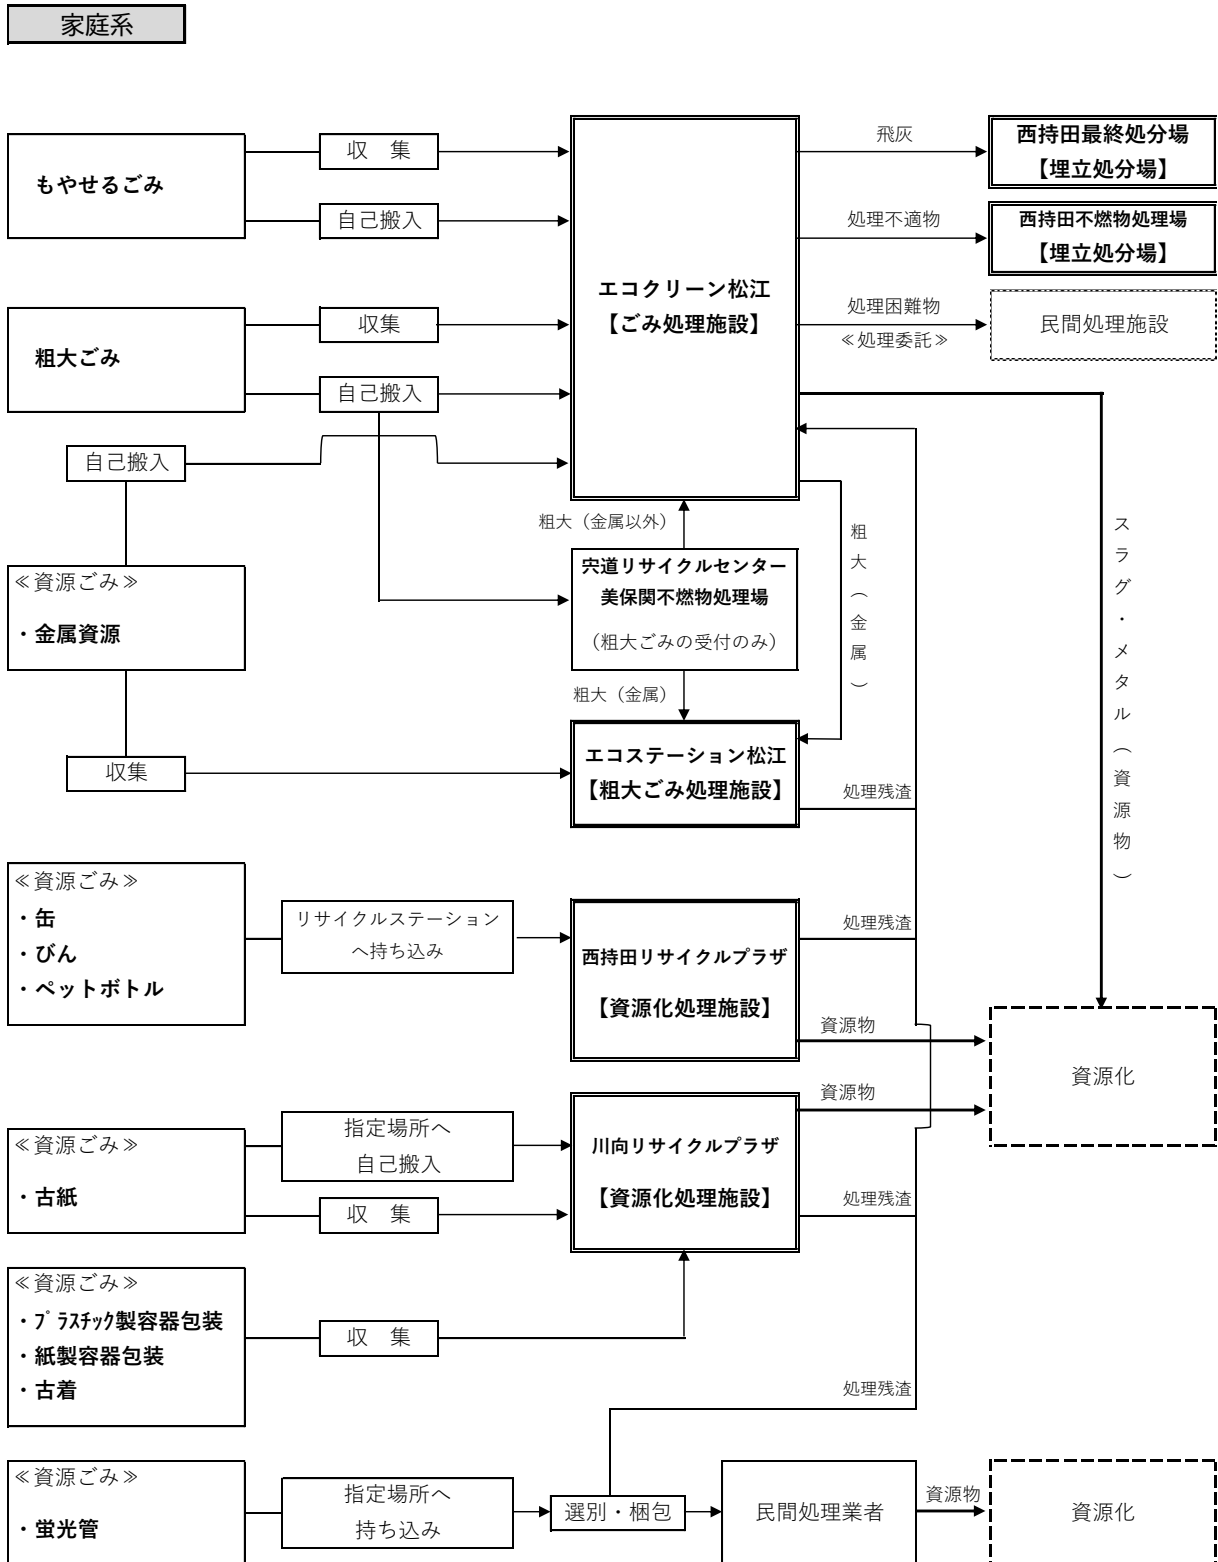 家庭系
もやせるごみ
収　集
自己搬入
粗大ごみ
収集
自己搬入
自己搬入
≪資源ごみ≫
・金属資源
収集
エコクリーン松江
【ごみ処理施設】
飛灰
西持田最終処分場
【埋立処分場】
処理不適物
西持田不燃物処理場
【埋立処分場】
処理困難物
≪処理委託≫
民間処理施設
粗大（金属以外）
宍道リサイクルセンター
美保関不燃物処理場
（粗大ごみの受付のみ）
粗大（金属）
粗大（金属）
スラグ・メタル（資源物）
エコステーション松江
【粗大ごみ処理施設】
処理残渣
≪資源ごみ≫
・缶
・びん
・ペットボトル
リサイクルステーション
へ持ち込み
西持田リサイクルプラザ
【資源化処理施設】
処理残渣
資源物
資源物
資源化
≪資源ごみ≫
・古紙
指定場所へ
自己搬入
収　集
川向リサイクルプラザ
【資源化処理施設】
処理残渣
≪資源ごみ≫
・ﾌﾟﾗｽﾁｯｸ製容器包装
・紙製容器包装
・古着
収　集
処理残渣
≪資源ごみ≫
・蛍光管
指定場所へ
持ち込み
選別・梱包
民間処理業者
資源物
資源化